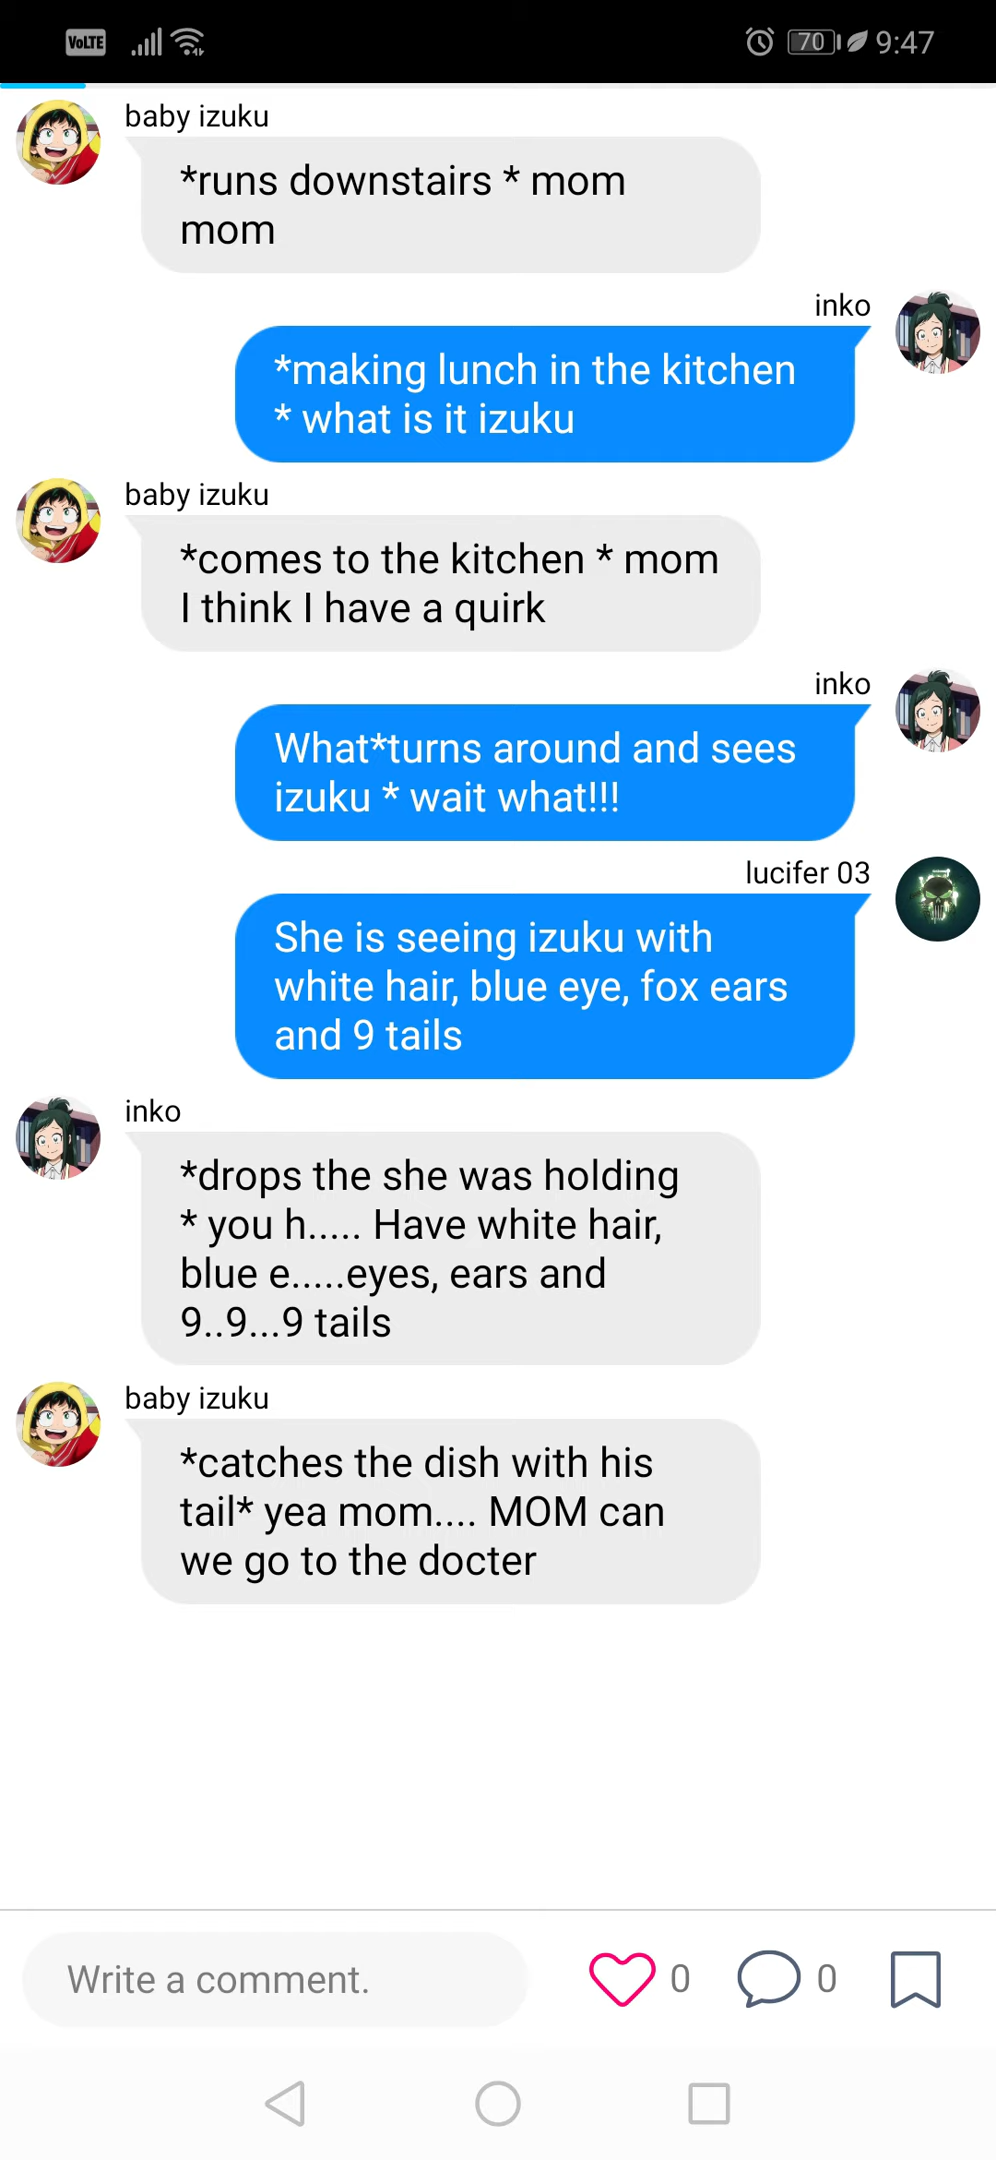 VoLTE 70 9:47
baby izuku
*runs downstairs * mom
mom
inko
*making lunch in the kitchen
* what is it izuku
baby izuku
*comes to the kitchen * mom
I think I have a quirk
inko
What*turns around and sees
izuku * wait what!!!
lucifer 03
She is seeing izuku with
white hair, blue eye, fox ears
and 9 tails
inko
*drops the she was holding
* you h..... Have white hair,
blue e.....eyes, ears and
9..9...9 tails
baby izuku
*catches the dish with his
tail* yea mom.... MOM can
we go to the docter
Write a comment. 0 0